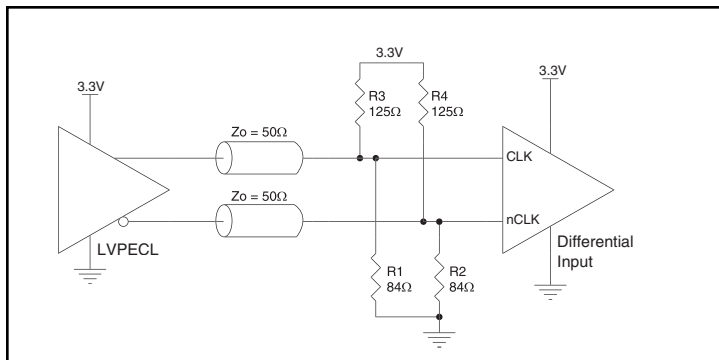 3.3V
3.3V
3.3V
R3
125Ω
R4
125Ω
Zo = 50Ω
CLK
Zo = 50Ω
nCLK
LVPECL
Differential
Input
R1
84Ω
R2
84Ω